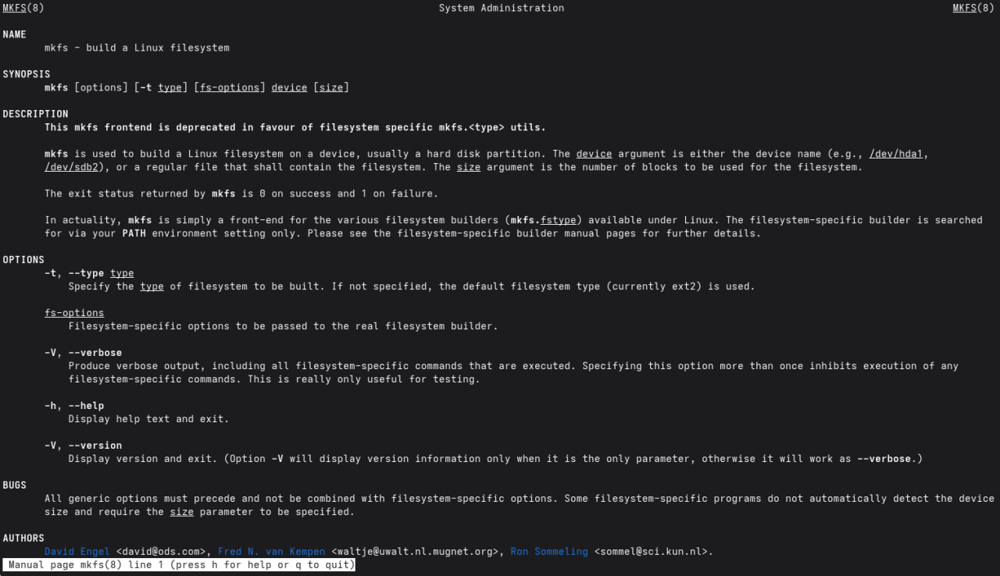 MKFS(8) System Administration MKFS(8)
NAME
mkfs - build a Linux filesystem
SYNOPSIS
mkfs [options] [-t type] [fs-options] device [size]
DESCRIPTION
This mkfs frontend is deprecated in favour of filesystem specific mkfs.<type> utils.
mkfs is used to build a Linux filesystem on a device, usually a hard disk partition. The device argument is either the device name (e.g., /dev/hda1,
/dev/sdb2), or a regular file that shall contain the filesystem. The size argument is the number of blocks to be used for the filesystem.
The exit status returned by mkfs is 0 on success and 1 on failure.
In actuality, mkfs is simply a front-end for the various filesystem builders (mkfs.fstype) available under Linux. The filesystem-specific builder is searched
for via your PATH environment setting only. Please see the filesystem-specific builder manual pages for further details.
OPTIONS
-t, --type type
Specify the type of filesystem to be built. If not specified, the default filesystem type (currently ext2) is used.
fs-options
Filesystem-specific options to be passed to the real filesystem builder.
-V, --verbose
Produce verbose output, including all filesystem-specific commands that are executed. Specifying this option more than once inhibits execution of any
filesystem-specific commands. This is really only useful for testing.
-h, --help
Display help text and exit.
-V, --version
Display version and exit. (Option -V will display version information only when it is the only parameter, otherwise it will work as --verbose.)
BUGS
All generic options must precede and not be combined with filesystem-specific options. Some filesystem-specific programs do not automatically detect the device
size and require the size parameter to be specified.
AUTHORS
David Engel <david@ods.com>, Fred N. van Kempen <waltje@uwalt.nl.mugnet.org>, Ron Sommeling <sommel@sci.kun.nl>.
Manual page mkfs(8) line 1 (press h for help or q to quit)